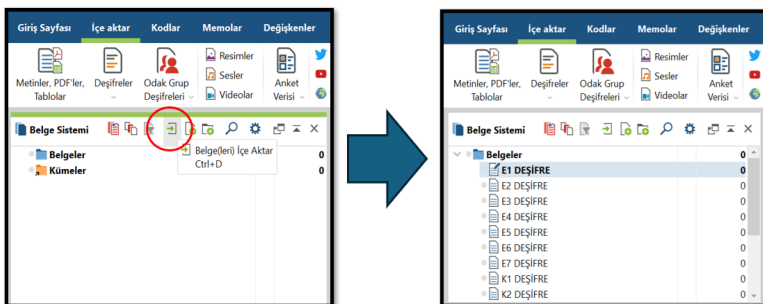 Giriş Sayfası İçe aktar Kodlar Memolar Değişkenler
Metinler, PDF'ler, Tablolar
Deşifreler
Odak Grup Deşifreleri
Resimler
Sesler
Videolar
Anket Verisi
Belge Sistemi
Belge(leri) İçe Aktar
Ctrl+D
Belgeler 0
Kümeler 0
Giriş Sayfası İçe aktar Kodlar Memolar Değişkenler
Metinler, PDF'ler, Tablolar
Deşifreler
Odak Grup Deşifreleri
Resimler
Sesler
Videolar
Anket Verisi
Belge Sistemi
Belgeler 0
E1 DEŞİFRE 0
E2 DEŞİFRE 0
E3 DEŞİFRE 0
E4 DEŞİFRE 0
E5 DEŞİFRE 0
E6 DEŞİFRE 0
E7 DEŞİFRE 0
K1 DEŞİFRE 0
K2 DEŞİFRE 0